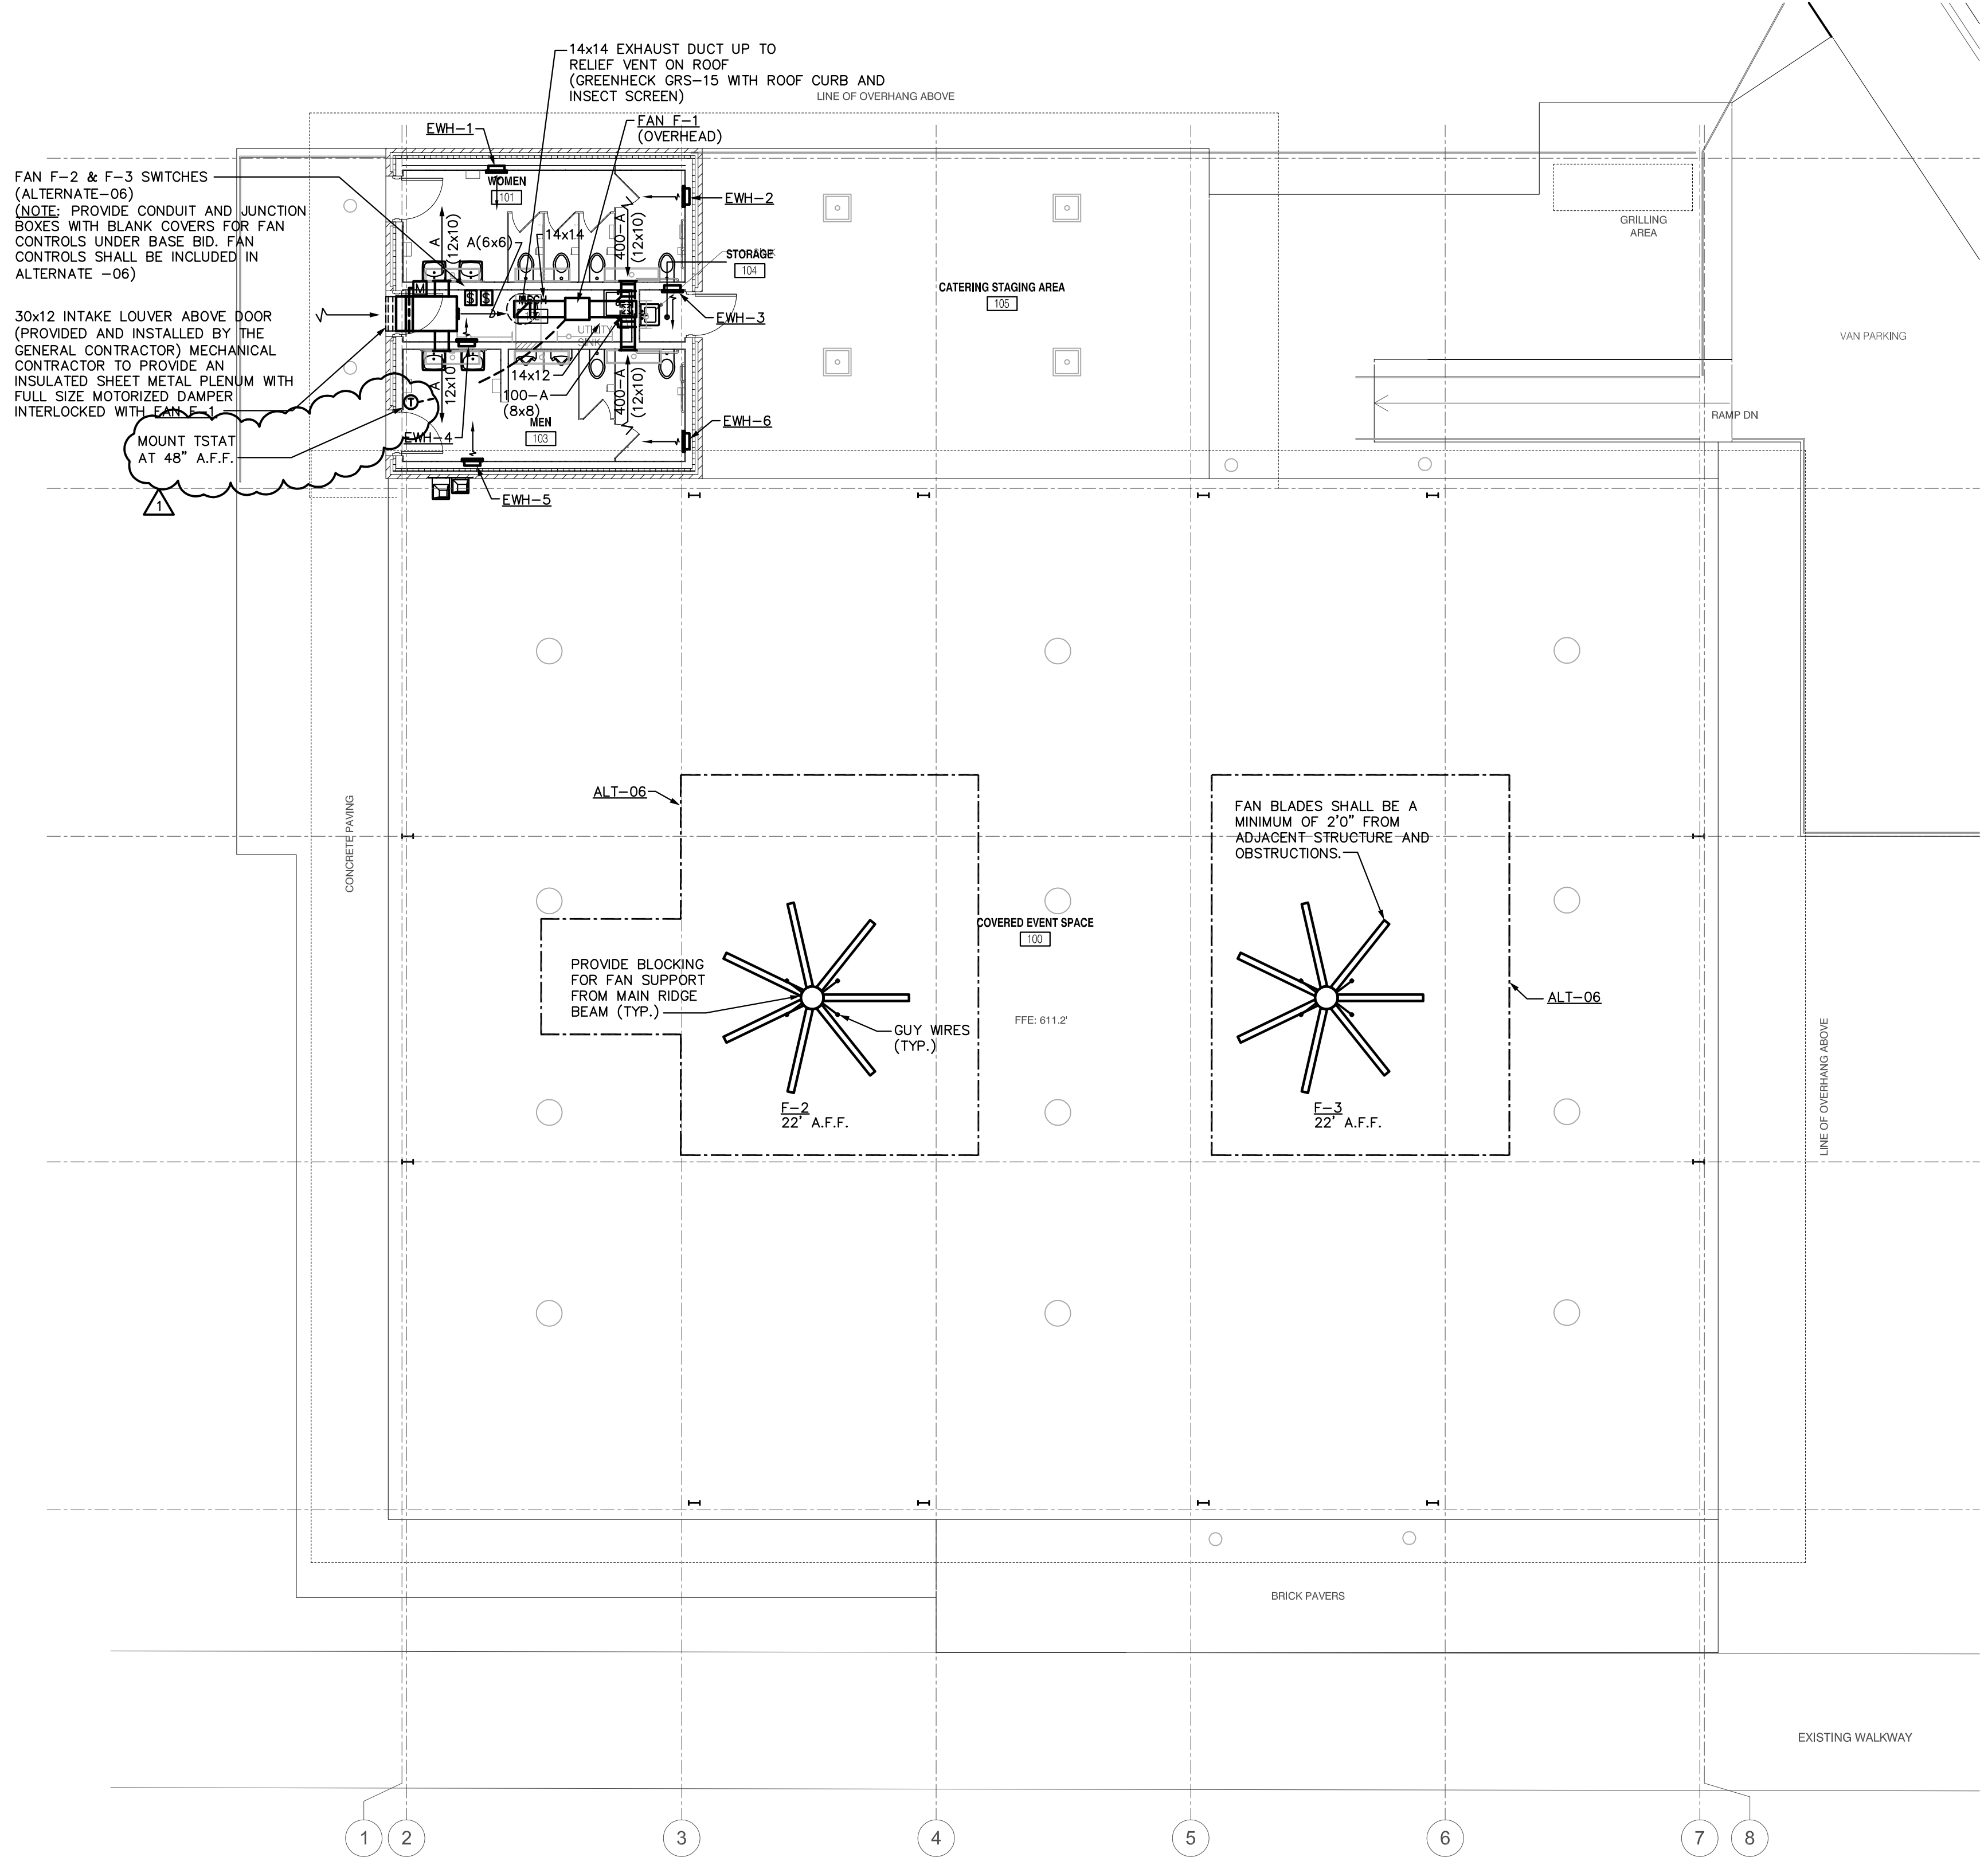 14x14 EXHAUST DUCT UP TO
RELIEF VENT ON ROOF
(GREENHECK GRS-15 WITH ROOF CURB AND
INSECT SCREEN)
LINE OF OVERHANG ABOVE
EWH-1
FAN F-1
(OVERHEAD)
FAN F-2 & F-3 SWITCHES
(ALTERNATE-06)
(NOTE: PROVIDE CONDUIT AND JUNCTION
BOXES WITH BLANK COVERS FOR FAN
CONTROLS UNDER BASE BID. FAN
CONTROLS SHALL BE INCLUDED IN
ALTERNATE -06)
WOMEN
101
EWH-2
A
(12x10)
A(6x6)
14x14
400-A
(12x10)
STORAGE
104
GRILLING
AREA
CATERING STAGING AREA
105
M
$ $
MECH
102
EWH-3
UTILITY
SINK
30x12 INTAKE LOUVER ABOVE DOOR
(PROVIDED AND INSTALLED BY THE
GENERAL CONTRACTOR) MECHANICAL
CONTRACTOR TO PROVIDE AN
INSULATED SHEET METAL PLENUM WITH
FULL SIZE MOTORIZED DAMPER
INTERLOCKED WITH FAN F-1
VAN PARKING
A
12x10
14x12
100-A
(8x8)
400-A
(12x10)
T
MEN
103
EWH-6
RAMP DN
EWH-4
MOUNT TSTAT
AT 48" A.F.F.
1
EWH-5
ALT-06
FAN BLADES SHALL BE A
MINIMUM OF 2'0" FROM
ADJACENT STRUCTURE AND
OBSTRUCTIONS.
CONCRETE PAVING
COVERED EVENT SPACE
100
PROVIDE BLOCKING
FOR FAN SUPPORT
FROM MAIN RIDGE
BEAM (TYP.)
ALT-06
FFE: 611.2'
GUY WIRES
(TYP.)
LINE OF OVERHANG ABOVE
F-2
22' A.F.F.
F-3
22' A.F.F.
BRICK PAVERS
EXISTING WALKWAY
1 2 3 4 5 6 7 8